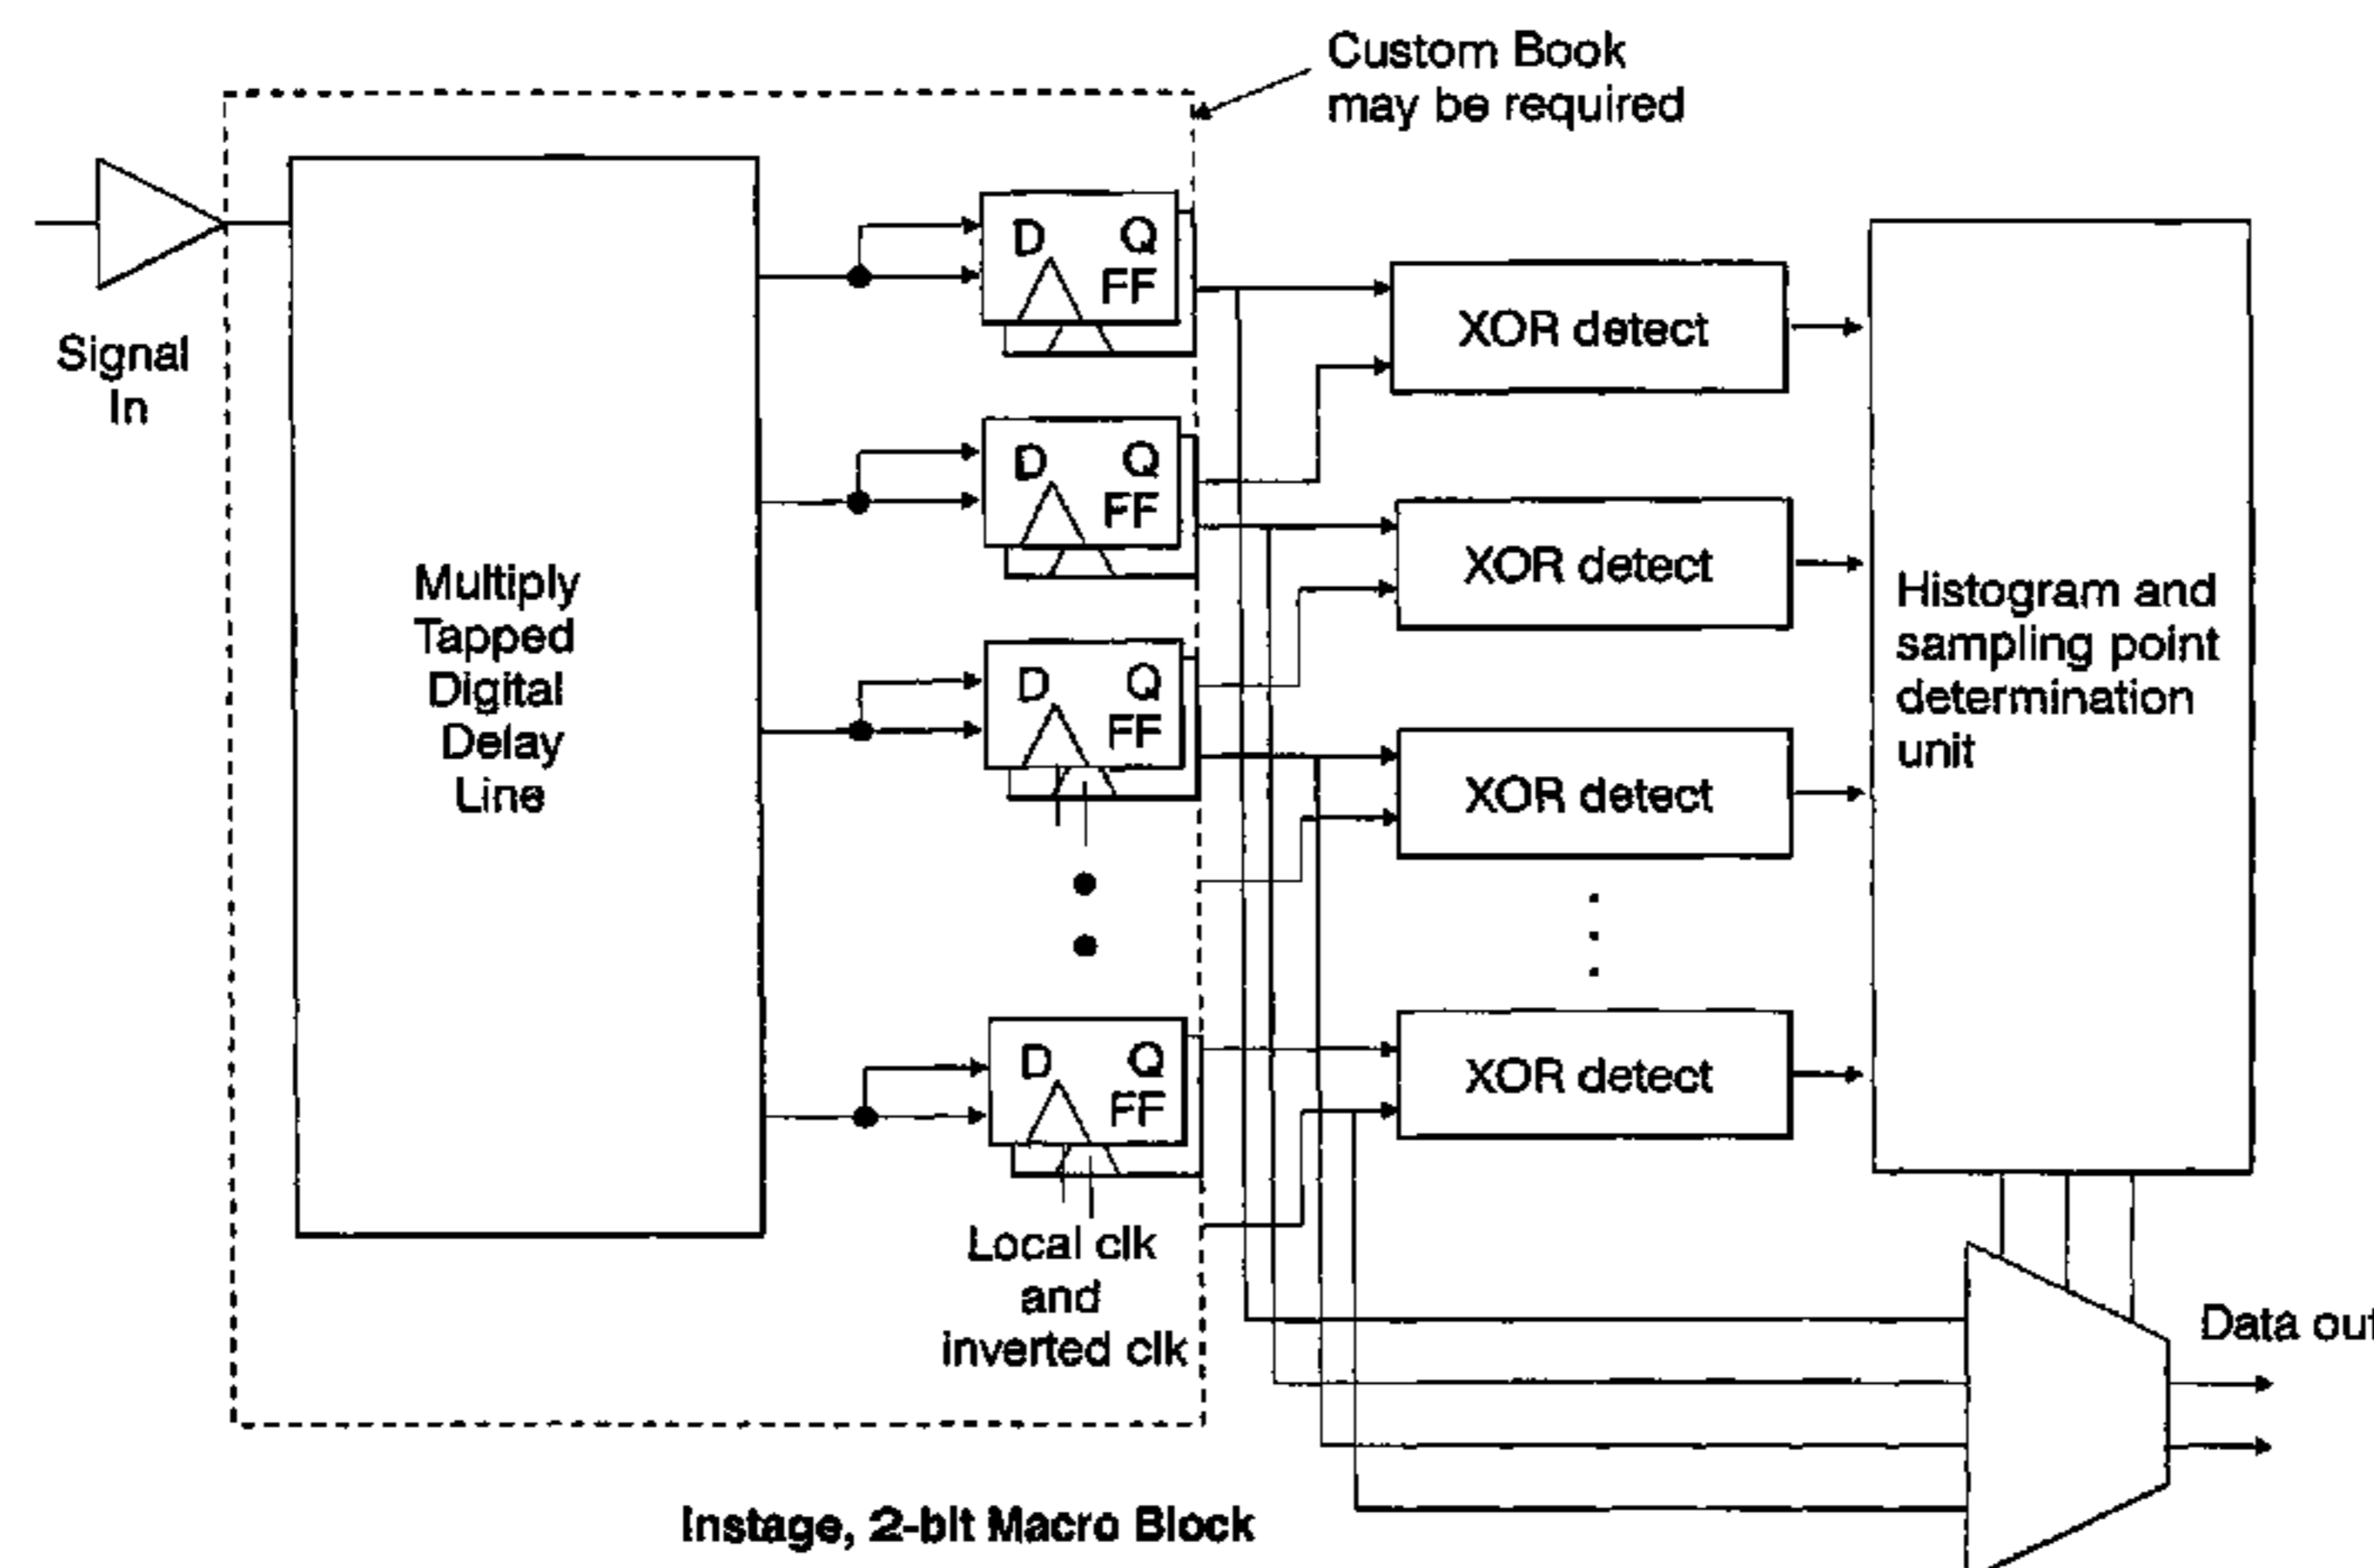 Custom Book
may be required
Signal
In
Multiply
Tapped
Digital
Delay
Line
D Q
FF
D Q
FF
D Q
FF
D Q
FF
Local clk
and
inverted clk
XOR detect
XOR detect
XOR detect
XOR detect
Histogram and
sampling point
determination
unit
Data out
Instage, 2-bit Macro Block